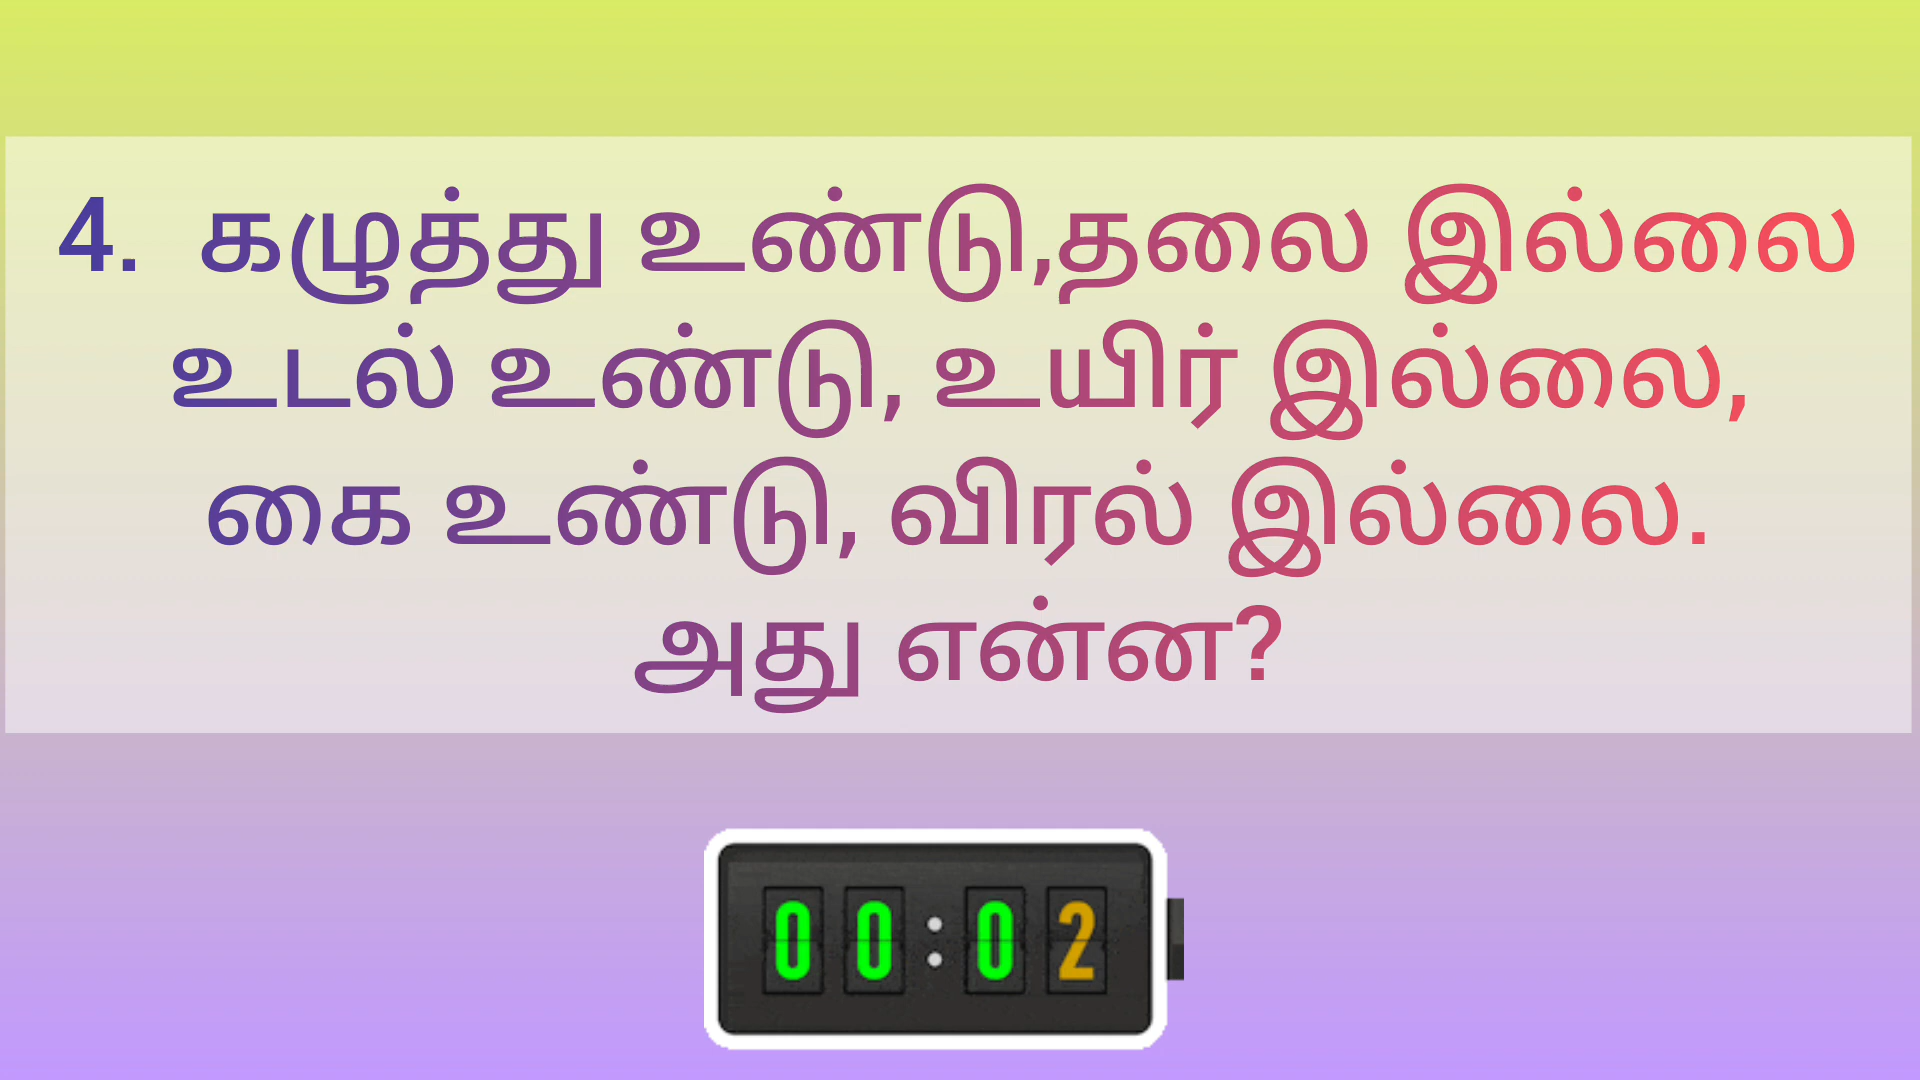 4. கழுத்து உண்டு,தலை இல்லை
உடல் உண்டு, உயிர் இல்லை,
கை உண்டு, விரல் இல்லை.
அது என்ன?
00:02